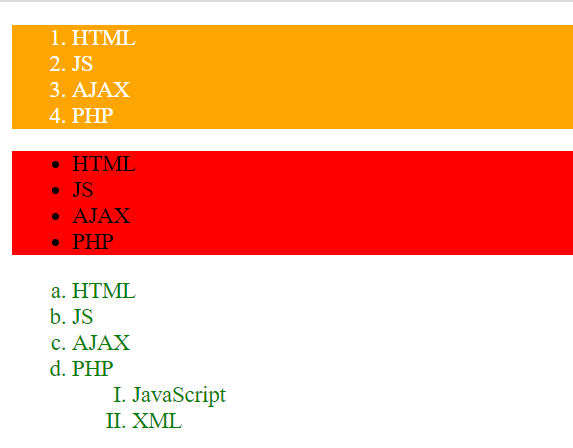 1. HTML
2. JS
3. AJAX
4. PHP
• HTML
• JS
• AJAX
• PHP
a. HTML
b. JS
c. AJAX
d. PHP
I. JavaScript
II. XML